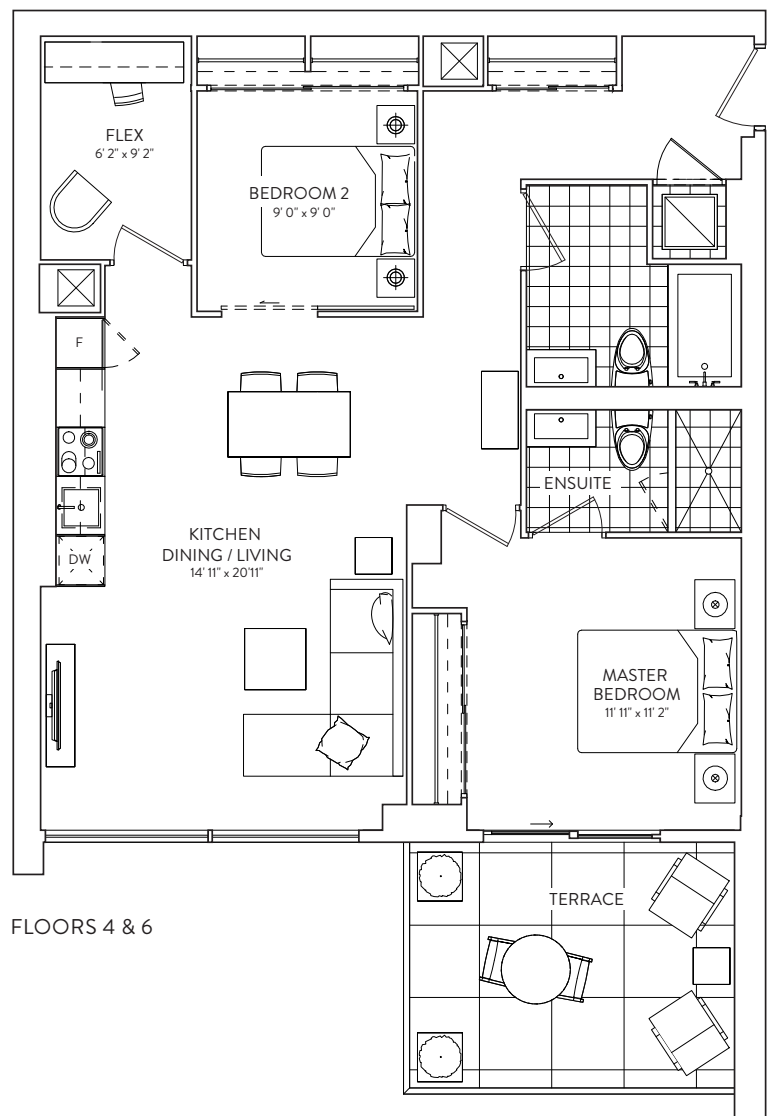 FLEX
6' 2" x 9' 2"
BEDROOM 2
9' 0" x 9' 0"
F
ENSUITE
KITCHEN
DINING / LIVING
14' 11" x 20'11"
DW
MASTER
BEDROOM
11' 11" x 11' 2"
TERRACE
FLOORS 4 & 6